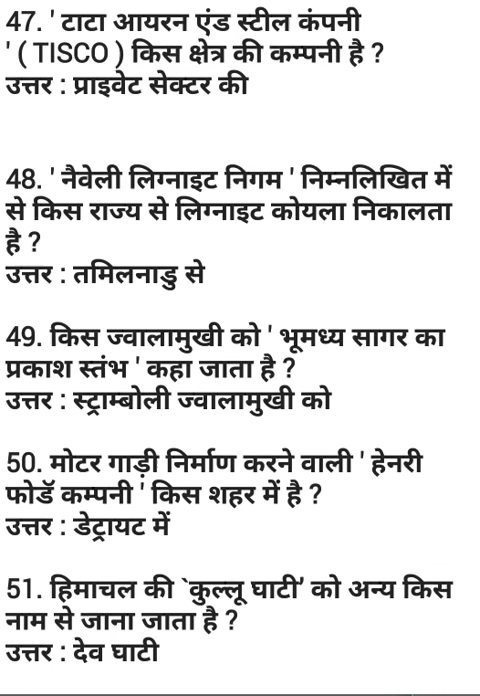 47. ' टाटा आयरन एंड स्टील कंपनी
' ( TISCO ) किस क्षेत्र की कम्पनी है ?
उत्तर : प्राइवेट सेक्टर की
48. ' नैवेली लिग्नाइट निगम ' निम्नलिखित में
से किस राज्य से लिग्नाइट कोयला निकालता
है ?
उत्तर : तमिलनाडु से
49. किस ज्वालामुखी को ' भूमध्य सागर का
प्रकाश स्तंभ ' कहा जाता है ?
उत्तर : स्ट्राम्बोली ज्वालामुखी को
50. मोटर गाड़ी निर्माण करने वाली ' हेनरी
फोर्ड कम्पनी ' किस शहर में है ?
उत्तर : डेट्रायट में
51. हिमाचल की `कुल्लू घाटी' को अन्य किस
नाम से जाना जाता है ?
उत्तर : देव घाटी